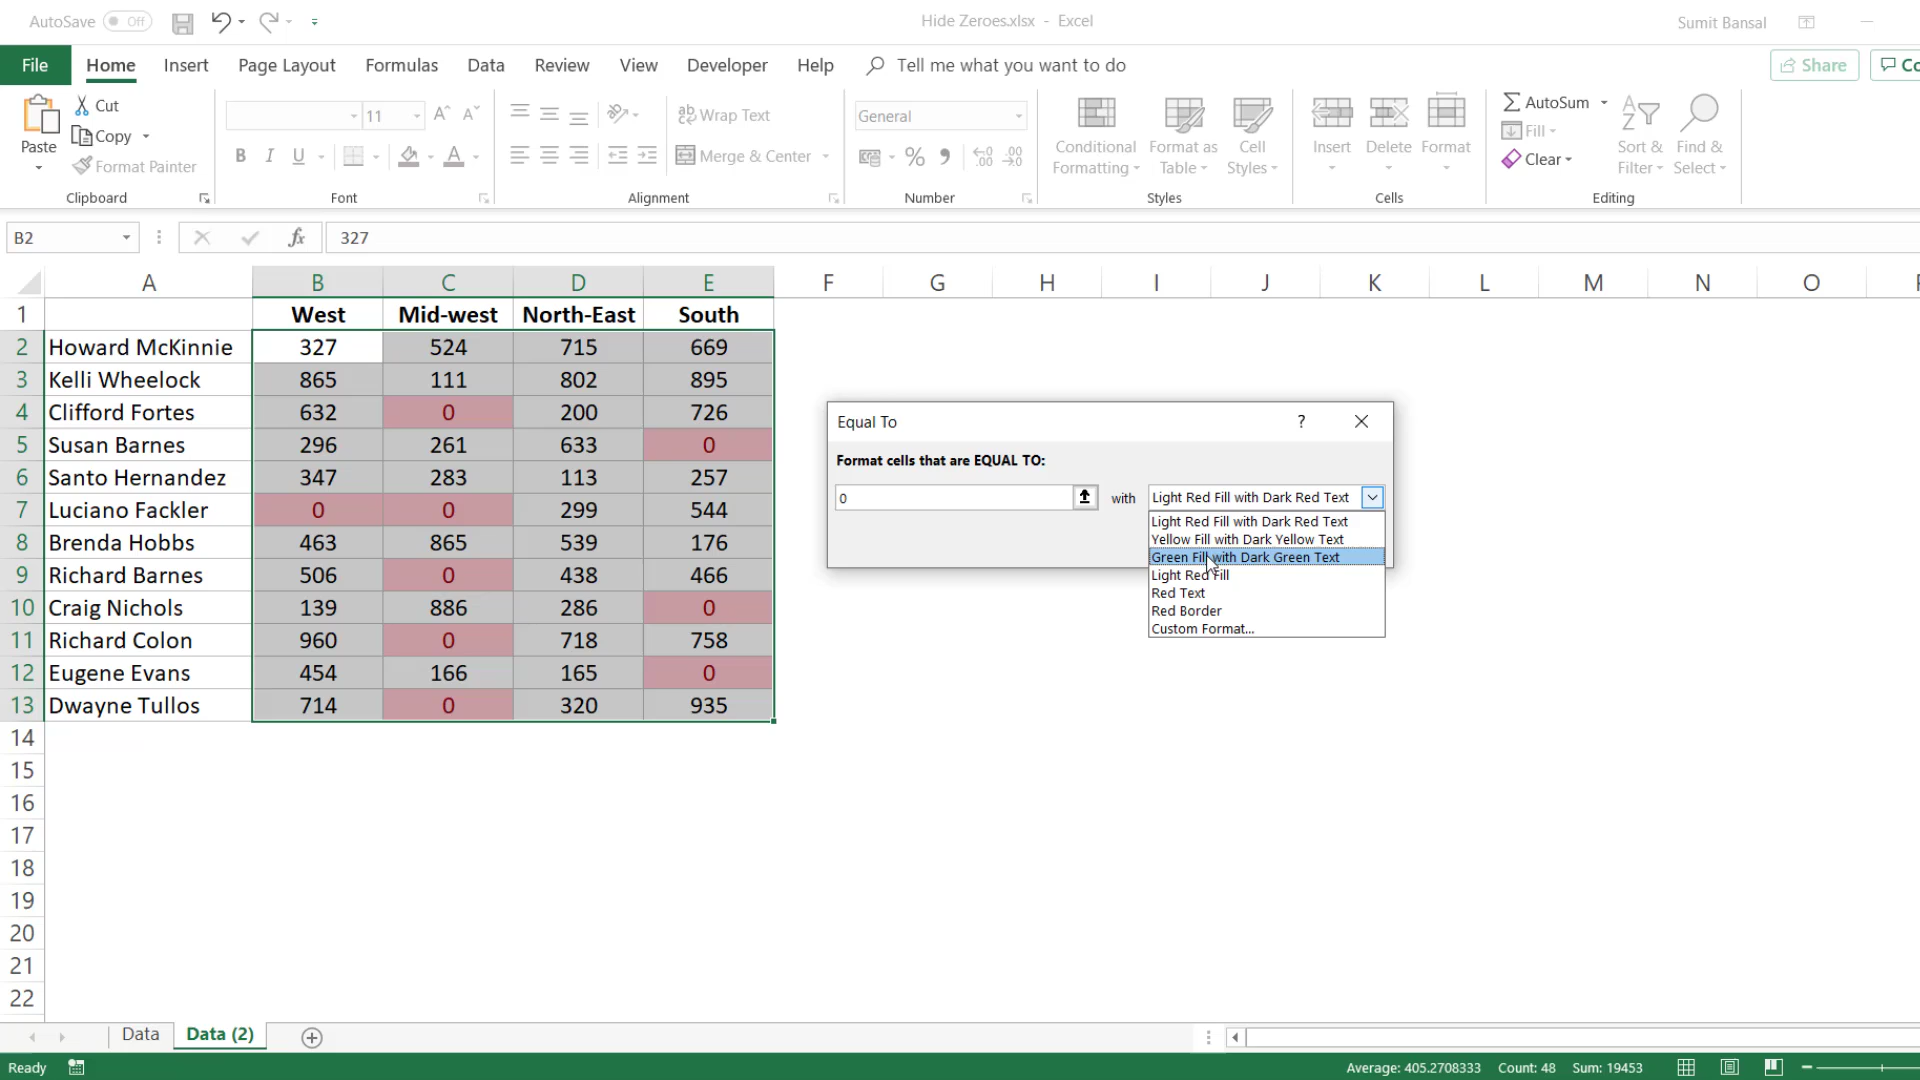 AutoSave Off Hide Zeroes.xlsx - Excel Sumit Bansal
File Home Insert Page Layout Formulas Data Review View Developer Help Tell me what you want to do Share Co
Paste Cut Copy Format Painter
Clipboard
11
B I U A
Font
Wrap Text
Merge & Center
Alignment
General
Number
Conditional Formatting
Format as Table
Cell Styles
Styles
Insert Delete Format
Cells
AutoSum
Fill
Clear
Sort & Filter
Find & Select
Editing
B2 fx 327
A B C D E F G H I J K L M N O
1 West Mid-west North-East South
2 Howard McKinnie 327 524 715 669
3 Kelli Wheelock 865 111 802 895
4 Clifford Fortes 632 0 200 726
5 Susan Barnes 296 261 633 0
6 Santo Hernandez 347 283 113 257
7 Luciano Fackler 0 0 299 544
8 Brenda Hobbs 463 865 539 176
9 Richard Barnes 506 0 438 466
10 Craig Nichols 139 886 286 0
11 Richard Colon 960 0 718 758
12 Eugene Evans 454 166 165 0
13 Dwayne Tullos 714 0 320 935
14
15
16
17
18
19
20
21
22
Equal To ?
Format cells that are EQUAL TO:
0 with Light Red Fill with Dark Red Text
Light Red Fill with Dark Red Text
Yellow Fill with Dark Yellow Text
Green Fill with Dark Green Text
Light Red Fill
Red Text
Red Border
Custom Format...
Data Data (2)
Ready Average: 405.2708333 Count: 48 Sum: 19453